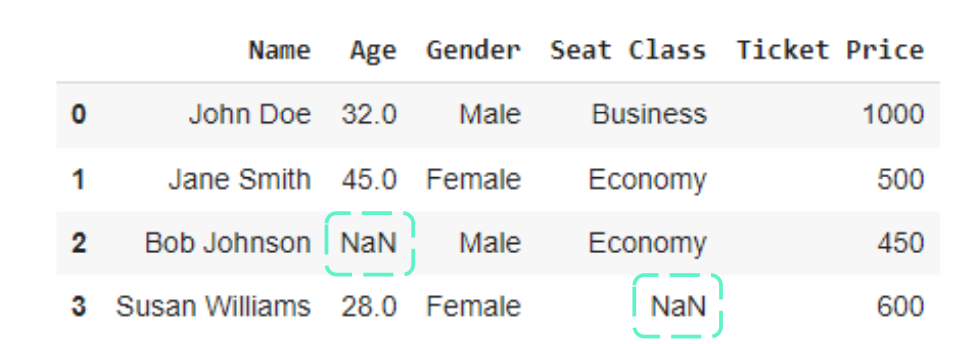 Name Age Gender Seat Class Ticket Price
0 John Doe 32.0 Male Business 1000
1 Jane Smith 45.0 Female Economy 500
2 Bob Johnson NaN Male Economy 450
3 Susan Williams 28.0 Female NaN 600